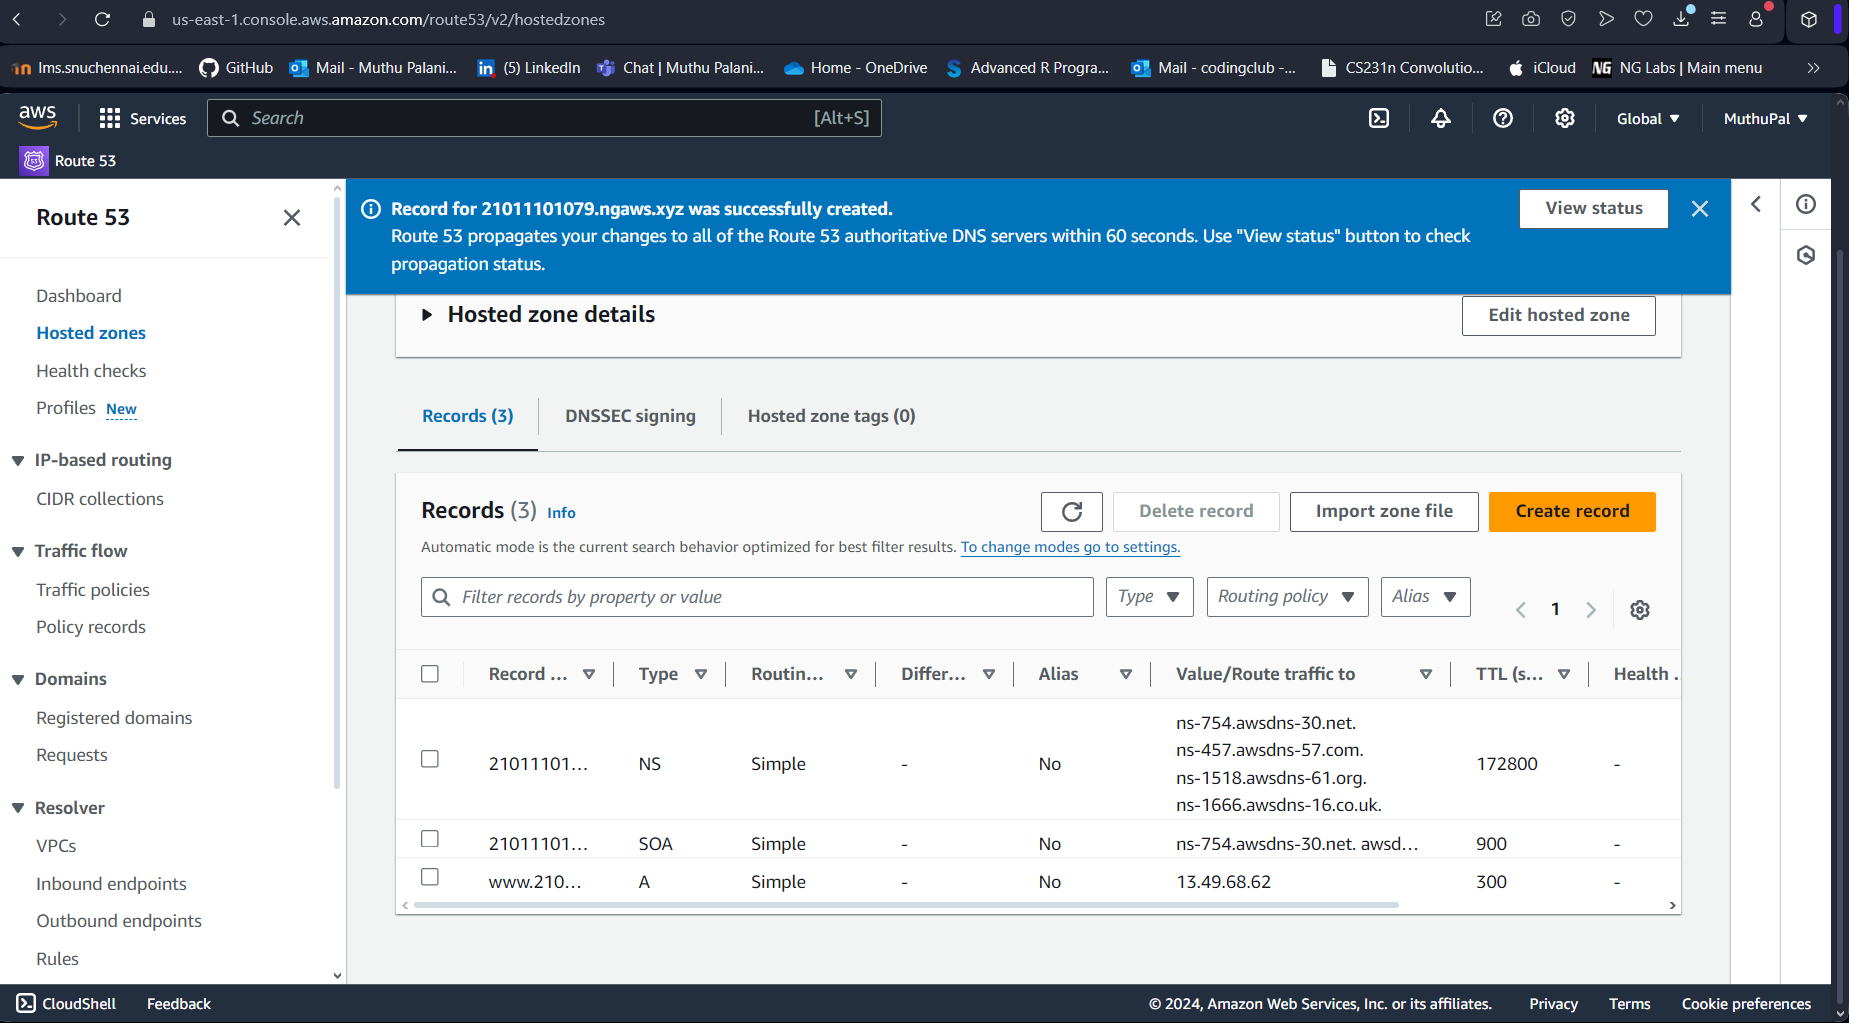 us-east-1.console.aws.amazon.com/route53/v2/hostedzones
lms.snuchennai.edu.... GitHub Mail - Muthu Palani... (5) LinkedIn Chat | Muthu Palani... Home - OneDrive Advanced R Progra... Mail - codingclub -... CS231n Convolutio... iCloud NG NG Labs | Main menu
aws Services Search [Alt+S] Global MuthuPal
Route 53
Route 53
Dashboard
Hosted zones
Health checks
Profiles New
IP-based routing
CIDR collections
Traffic flow
Traffic policies
Policy records
Domains
Registered domains
Requests
Resolver
VPCs
Inbound endpoints
Outbound endpoints
Rules
Record for 21011101079.ngaws.xyz was successfully created.
Route 53 propagates your changes to all of the Route 53 authoritative DNS servers within 60 seconds. Use "View status" button to check
propagation status.
View status
Hosted zone details
Edit hosted zone
Records (3) DNSSEC signing Hosted zone tags (0)
Records (3) Info
Delete record Import zone file Create record
Automatic mode is the current search behavior optimized for best filter results. To change modes go to settings.
Filter records by property or value Type Routing policy Alias 1
Record ... Type Routin... Differ... Alias Value/Route traffic to TTL (s... Health ...
ns-754.awsdns-30.net.
ns-457.awsdns-57.com.
21011101... NS Simple - No 172800 -
ns-1518.awsdns-61.org.
ns-1666.awsdns-16.co.uk.
21011101... SOA Simple - No ns-754.awsdns-30.net. awsd... 900 -
www.210... A Simple - No 13.49.68.62 300 -
CloudShell Feedback © 2024, Amazon Web Services, Inc. or its affiliates. Privacy Terms Cookie preferences